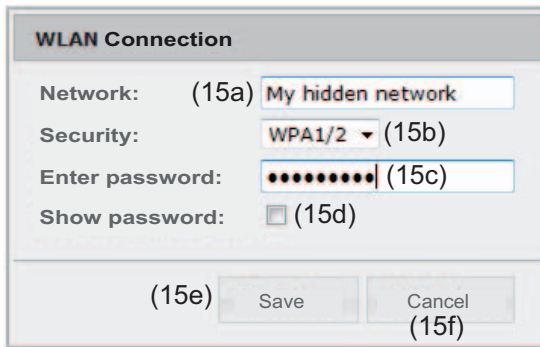 WLAN Connection
Network: (15a) My hidden network
Security: WPA1/2 (15b)
Enter password: ●●●●●●●●● (15c)
Show password: (15d)
(15e) Save Cancel
(15f)